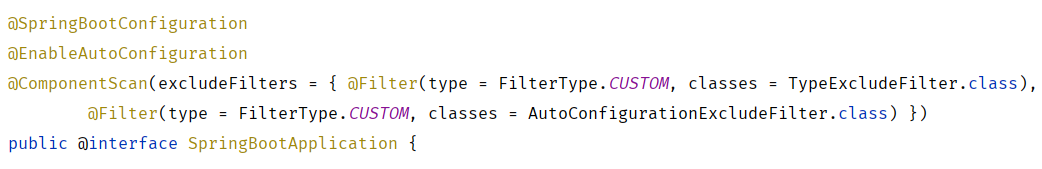 @SpringBootConfiguration
@EnableAutoConfiguration
@ComponentScan(excludeFilters = { @Filter(type = FilterType.CUSTOM, classes = TypeExcludeFilter.class),
        @Filter(type = FilterType.CUSTOM, classes = AutoConfigurationExcludeFilter.class) })
public @interface SpringBootApplication {